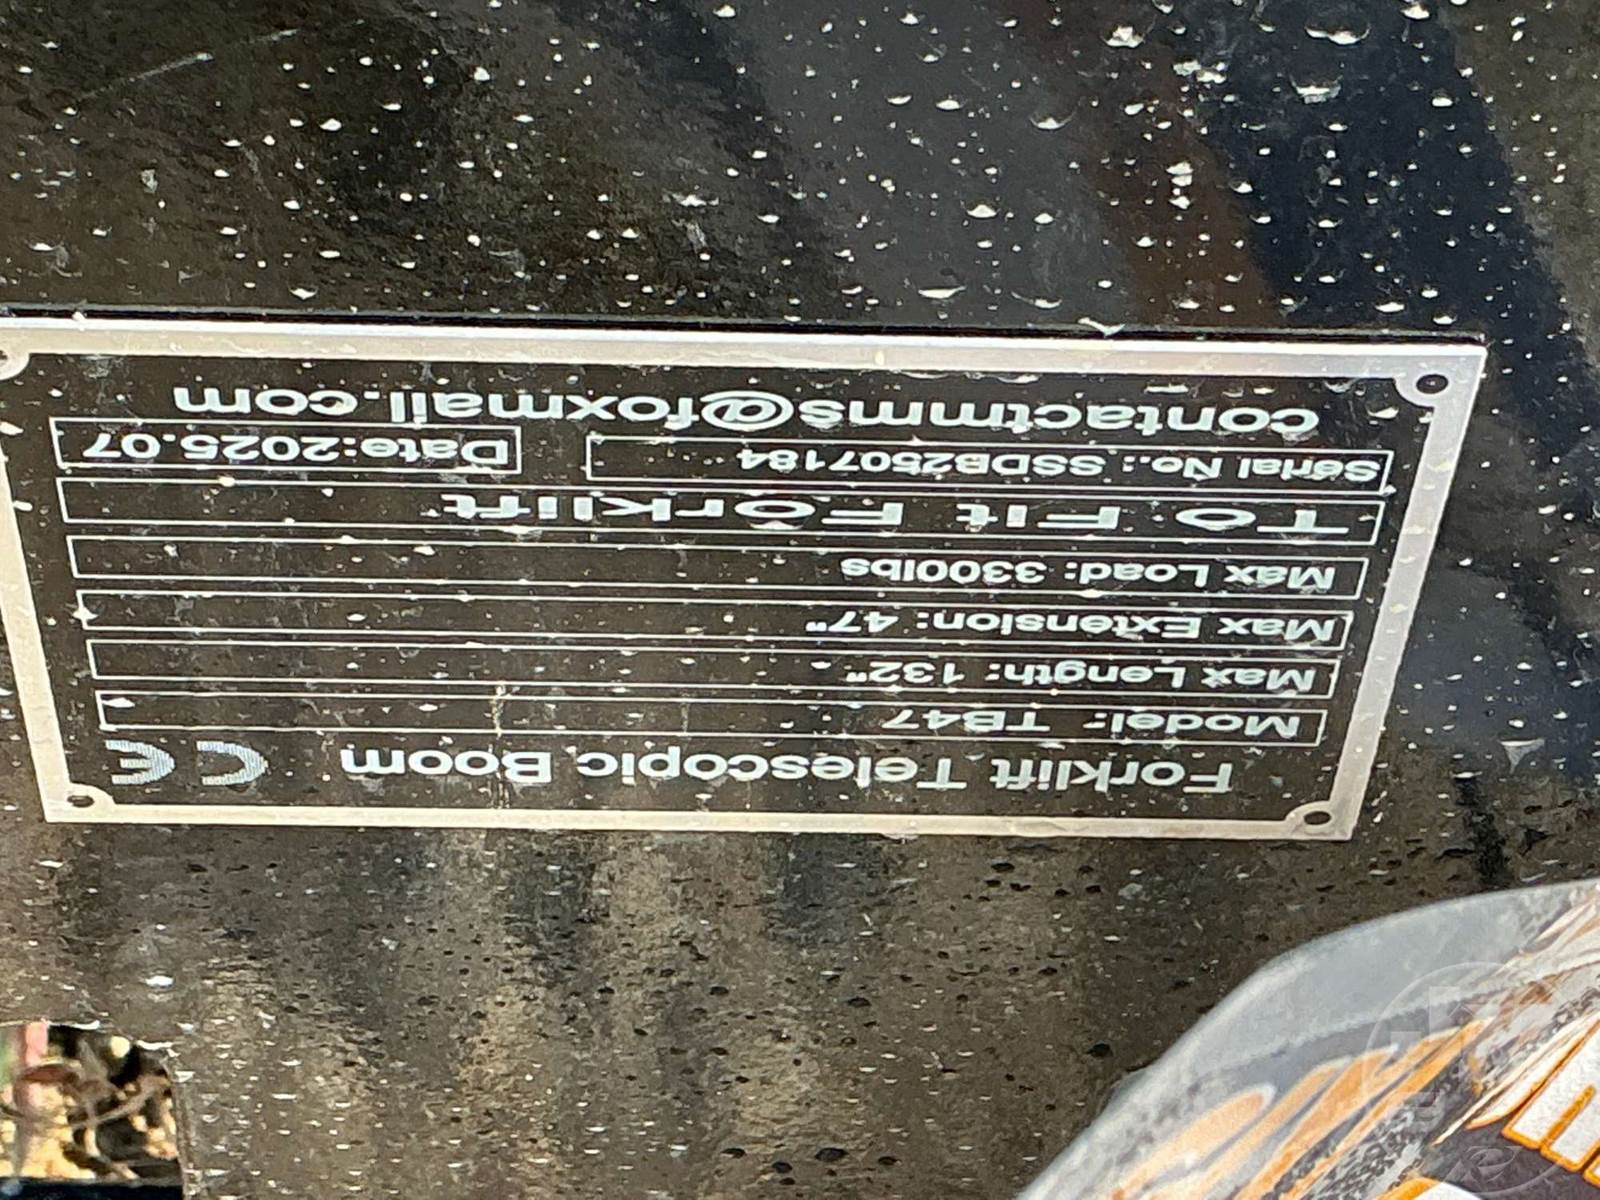 Forklift Telescopic Boom CE
Model: TB47
Max Length: 132"
Max Extension: 47"
Max Load: 3300lbs
To Fit Forklift
Serial No.: SSDB2507184 Date:2025.07
contactmms@foxmail.com